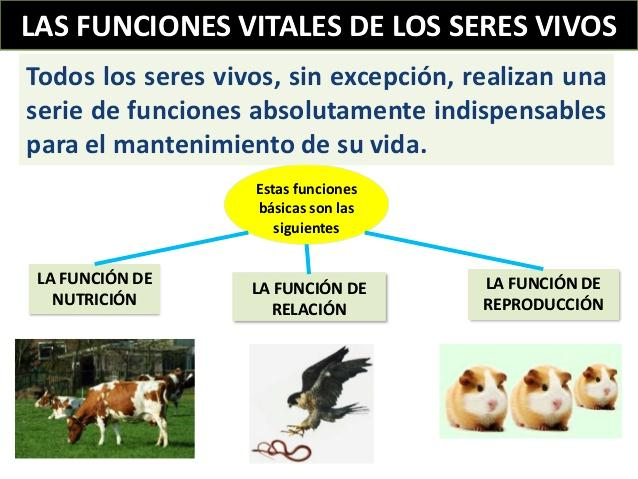 LAS FUNCIONES VITALES DE LOS SERES VIVOS
Todos los seres vivos, sin excepción, realizan una
serie de funciones absolutamente indispensables
para el mantenimiento de su vida.
Estas funciones
básicas son las
siguientes
LA FUNCIÓN DE
NUTRICIÓN
LA FUNCIÓN DE
RELACIÓN
LA FUNCIÓN DE
REPRODUCCIÓN